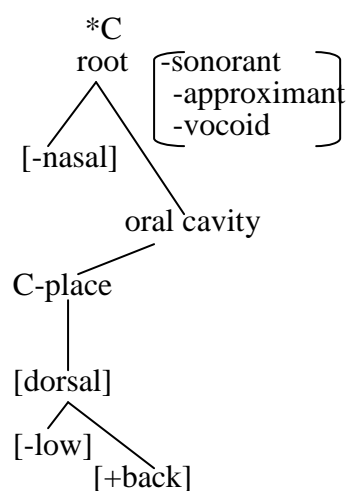 *C
root -sonorant
-approximant
-vocoid
[-nasal]
oral cavity
C-place
[dorsal]
[-low]
[+back]